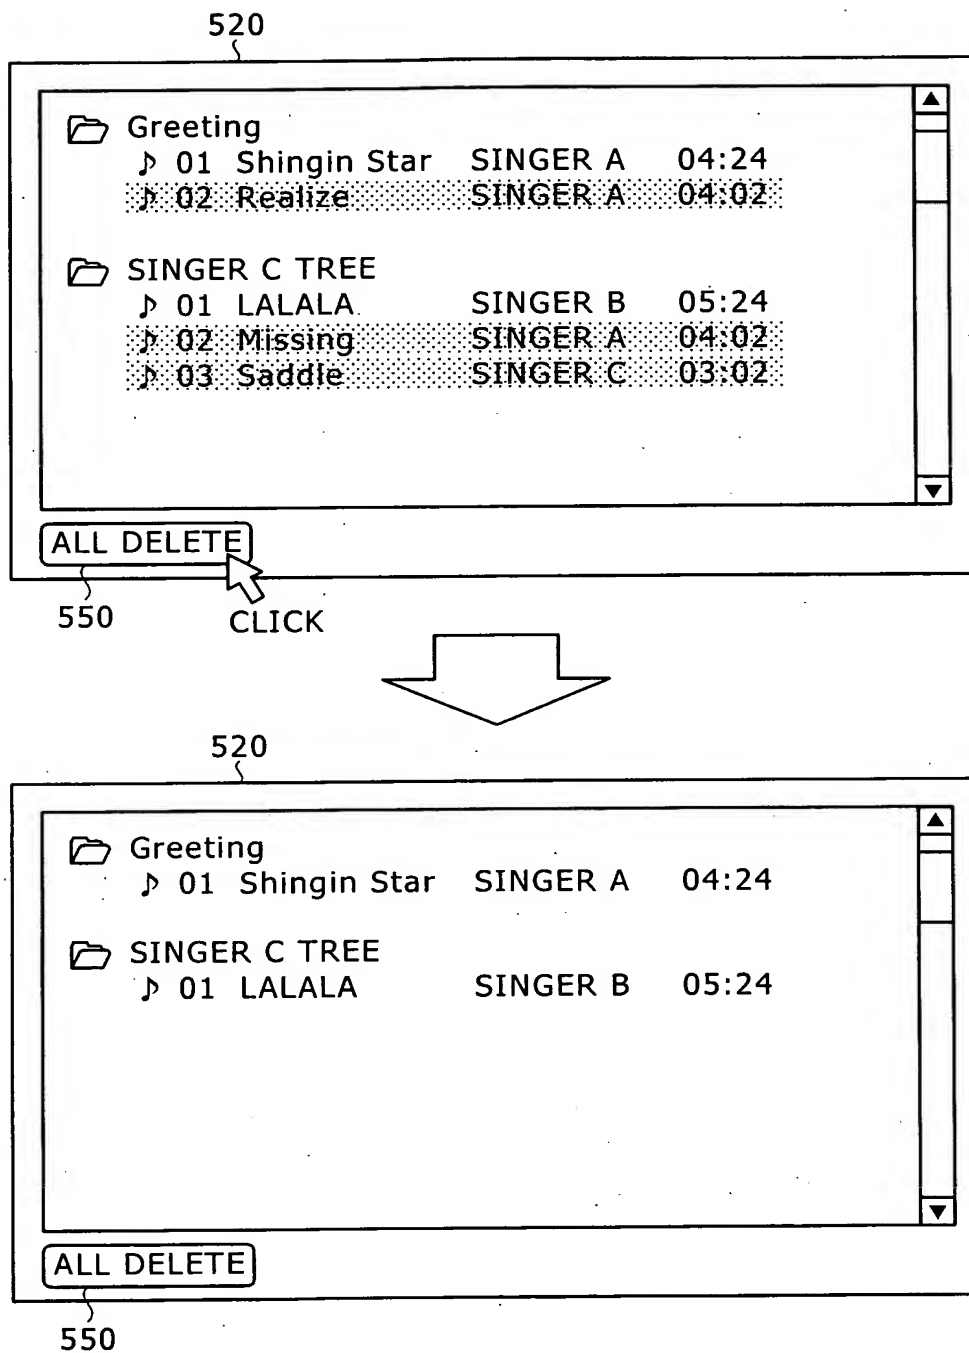 520
Greeting
01 Shingin Star SINGER A 04:24
02 Realize SINGER A 04:02
SINGER C TREE
01 LALALA SINGER B 05:24
02 Missing SINGER A 04:02
03 Saddle SINGER C 03:02
ALL DELETE
550
CLICK
520
Greeting
01 Shingin Star SINGER A 04:24
SINGER C TREE
01 LALALA SINGER B 05:24
ALL DELETE
550